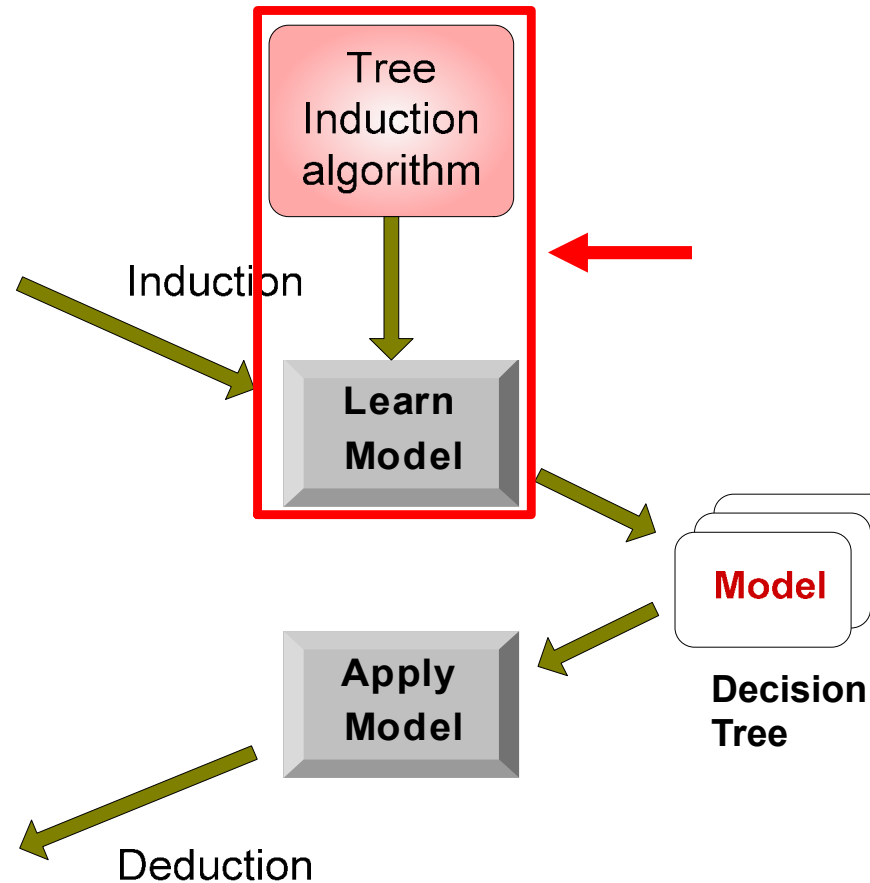 Tree
Induction
algorithm
Induction
Learn
Model
Model
Apply
Model
Decision
Tree
Deduction